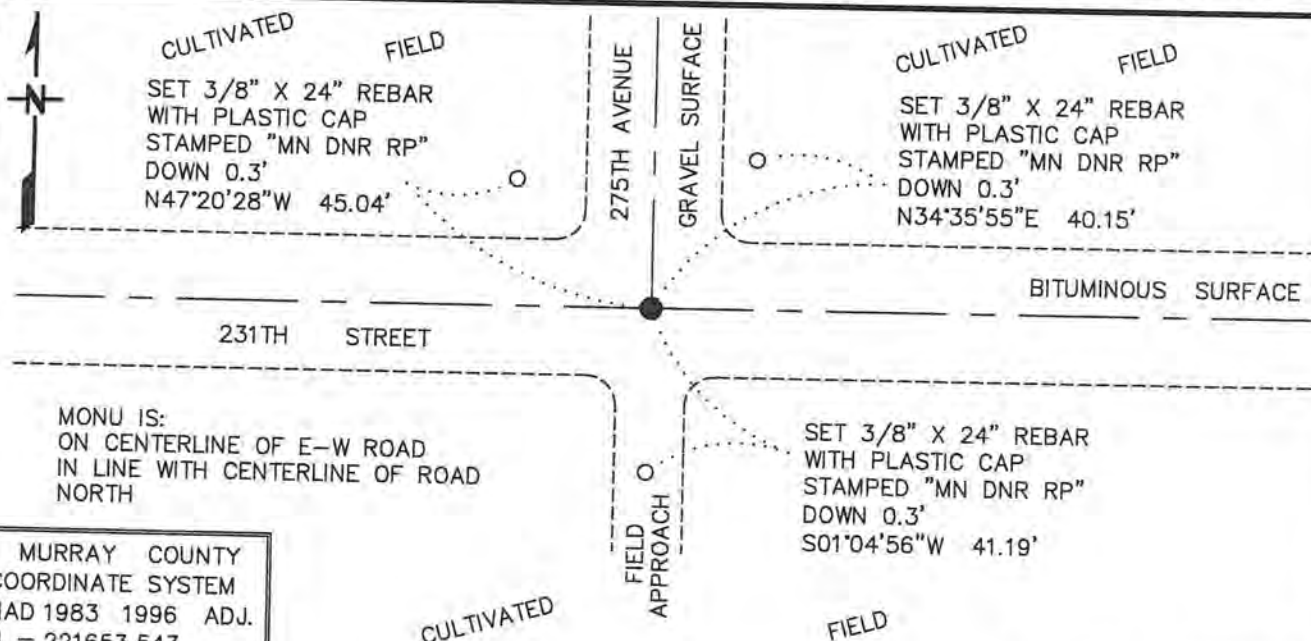 CULTIVATED FIELD
SET 3/8" X 24" REBAR
WITH PLASTIC CAP
STAMPED "MN DNR RP"
DOWN 0.3'
N47°20'28"W 45.04'
N
275TH AVENUE
GRAVEL SURFACE
CULTIVATED FIELD
SET 3/8" X 24" REBAR
WITH PLASTIC CAP
STAMPED "MN DNR RP"
DOWN 0.3'
N34°35'55"E 40.15'
BITUMINOUS SURFACE
231TH STREET
MONU IS:
ON CENTERLINE OF E-W ROAD
IN LINE WITH CENTERLINE OF ROAD
NORTH
SET 3/8" X 24" REBAR
WITH PLASTIC CAP
STAMPED "MN DNR RP"
DOWN 0.3'
S01°04'56"W 41.19'
FIELD
APPROACH
MURRAY COUNTY
COORDINATE SYSTEM
NAD 1983 1996 ADJ.
= 221653.547
CULTIVATED FIELD